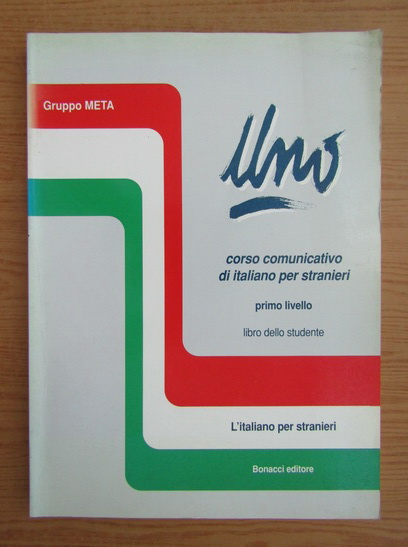 Gruppo META
Uno
corso comunicativo
di italiano per stranieri
primo livello
libro dello studente
L'italiano per stranieri
Bonacci editore